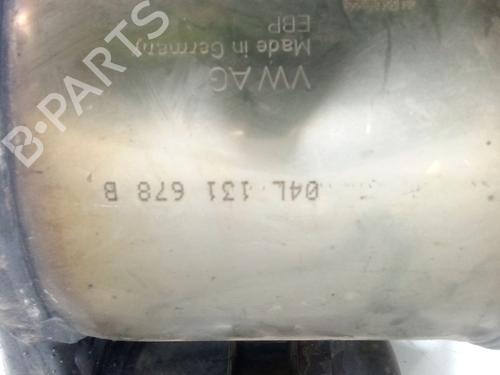 04L 131 678 B
VW AG
Made in Germany
EBP
B-PARTS